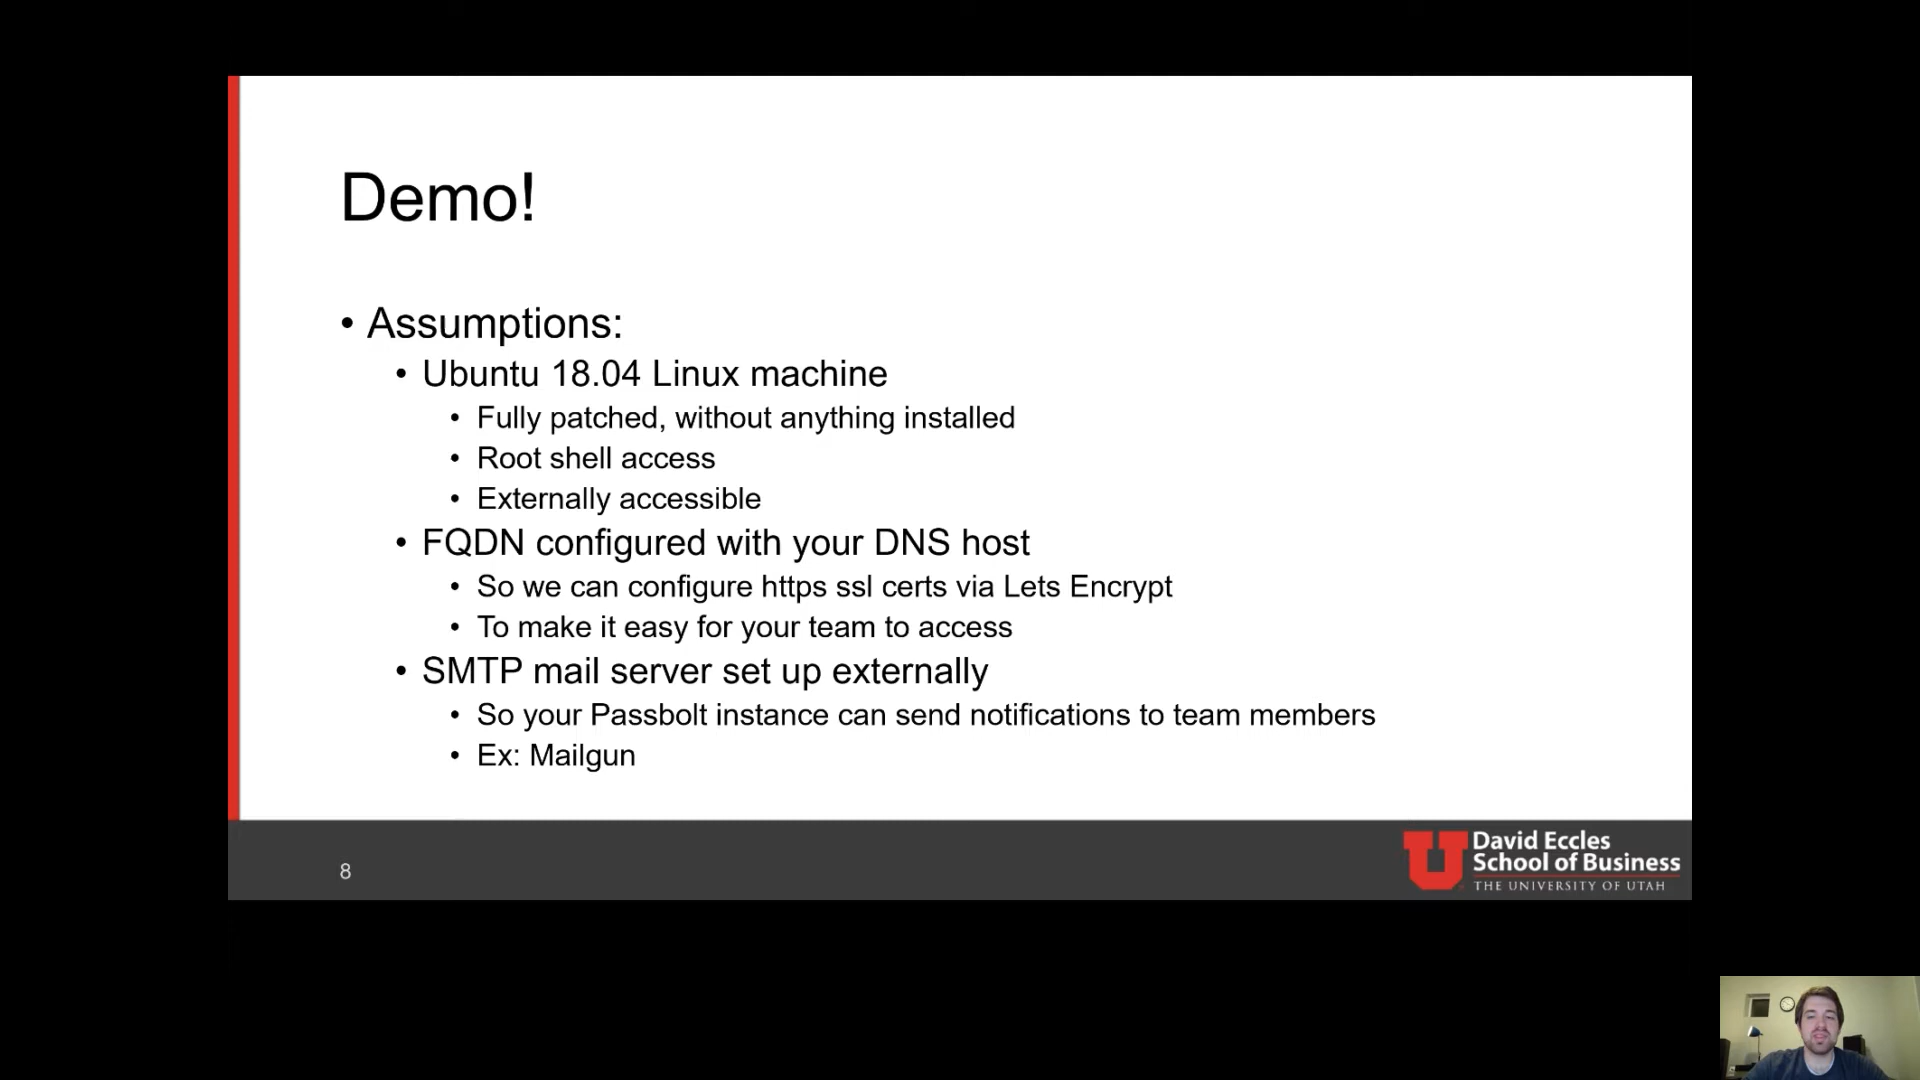 Demo!
• Assumptions:
• Ubuntu 18.04 Linux machine
• Fully patched, without anything installed
• Root shell access
• Externally accessible
• FQDN configured with your DNS host
• So we can configure https ssl certs via Lets Encrypt
• To make it easy for your team to access
• SMTP mail server set up externally
• So your Passbolt instance can send notifications to team members
• Ex: Mailgun
8
U
David Eccles
School of Business
THE UNIVERSITY OF UTAH